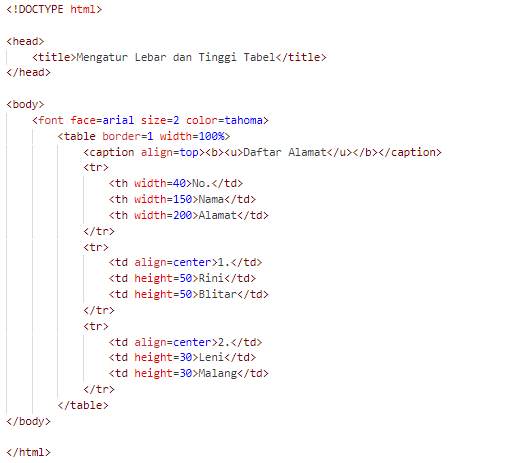 <!DOCTYPE html>
<head>
<title>Mengatur Lebar dan Tinggi Tabel</title>
</head>
<body>
<font face=arial size=2 color=tahoma>
<table border=1 width=100%>
<caption align=top><b><u>Daftar Alamat</u></b></caption>
<tr>
<th width=40>No.</td>
<th width=150>Nama</td>
<th width=200>Alamat</td>
</tr>
<tr>
<td align=center>1.</td>
<td height=50>Rini</td>
<td height=50>Blitar</td>
</tr>
<tr>
<td align=center>2.</td>
<td height=30>Leni</td>
<td height=30>Malang</td>
</tr>
</table>
</body>
</html>